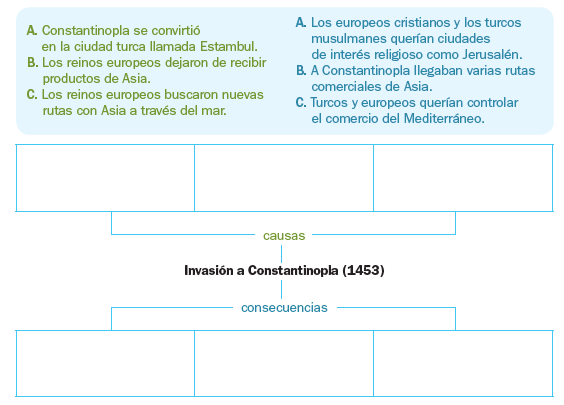 A. Constantinopla se convirtió
en la ciudad turca llamada Estambul.
B. Los reinos europeos dejaron de recibir
productos de Asia.
C. Los reinos europeos buscaron nuevas
rutas con Asia a través del mar.
A. Los europeos cristianos y los turcos
musulmanes querían ciudades
de interés religioso como Jerusalén.
B. A Constantinopla llegaban varias rutas
comerciales de Asia.
C. Turcos y europeos querían controlar
el comercio del Mediterráneo.
causas
Invasión a Constantinopla (1453)
consecuencias